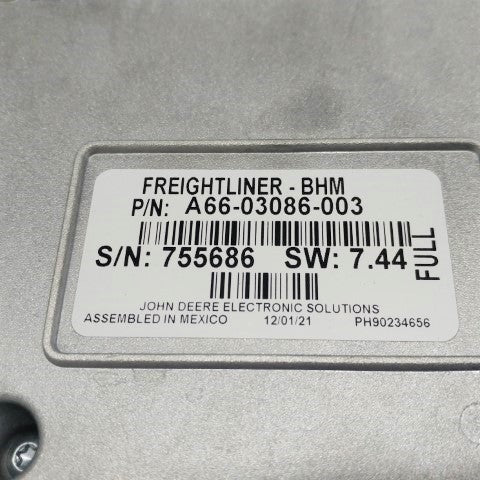 FREIGHTLINER - BHM
P/N: A66-03086-003
S/N: 755686 SW: 7.44
FULL
JOHN DEERE ELECTRONIC SOLUTIONS
ASSEMBLED IN MEXICO 12/01/21 PH90234656